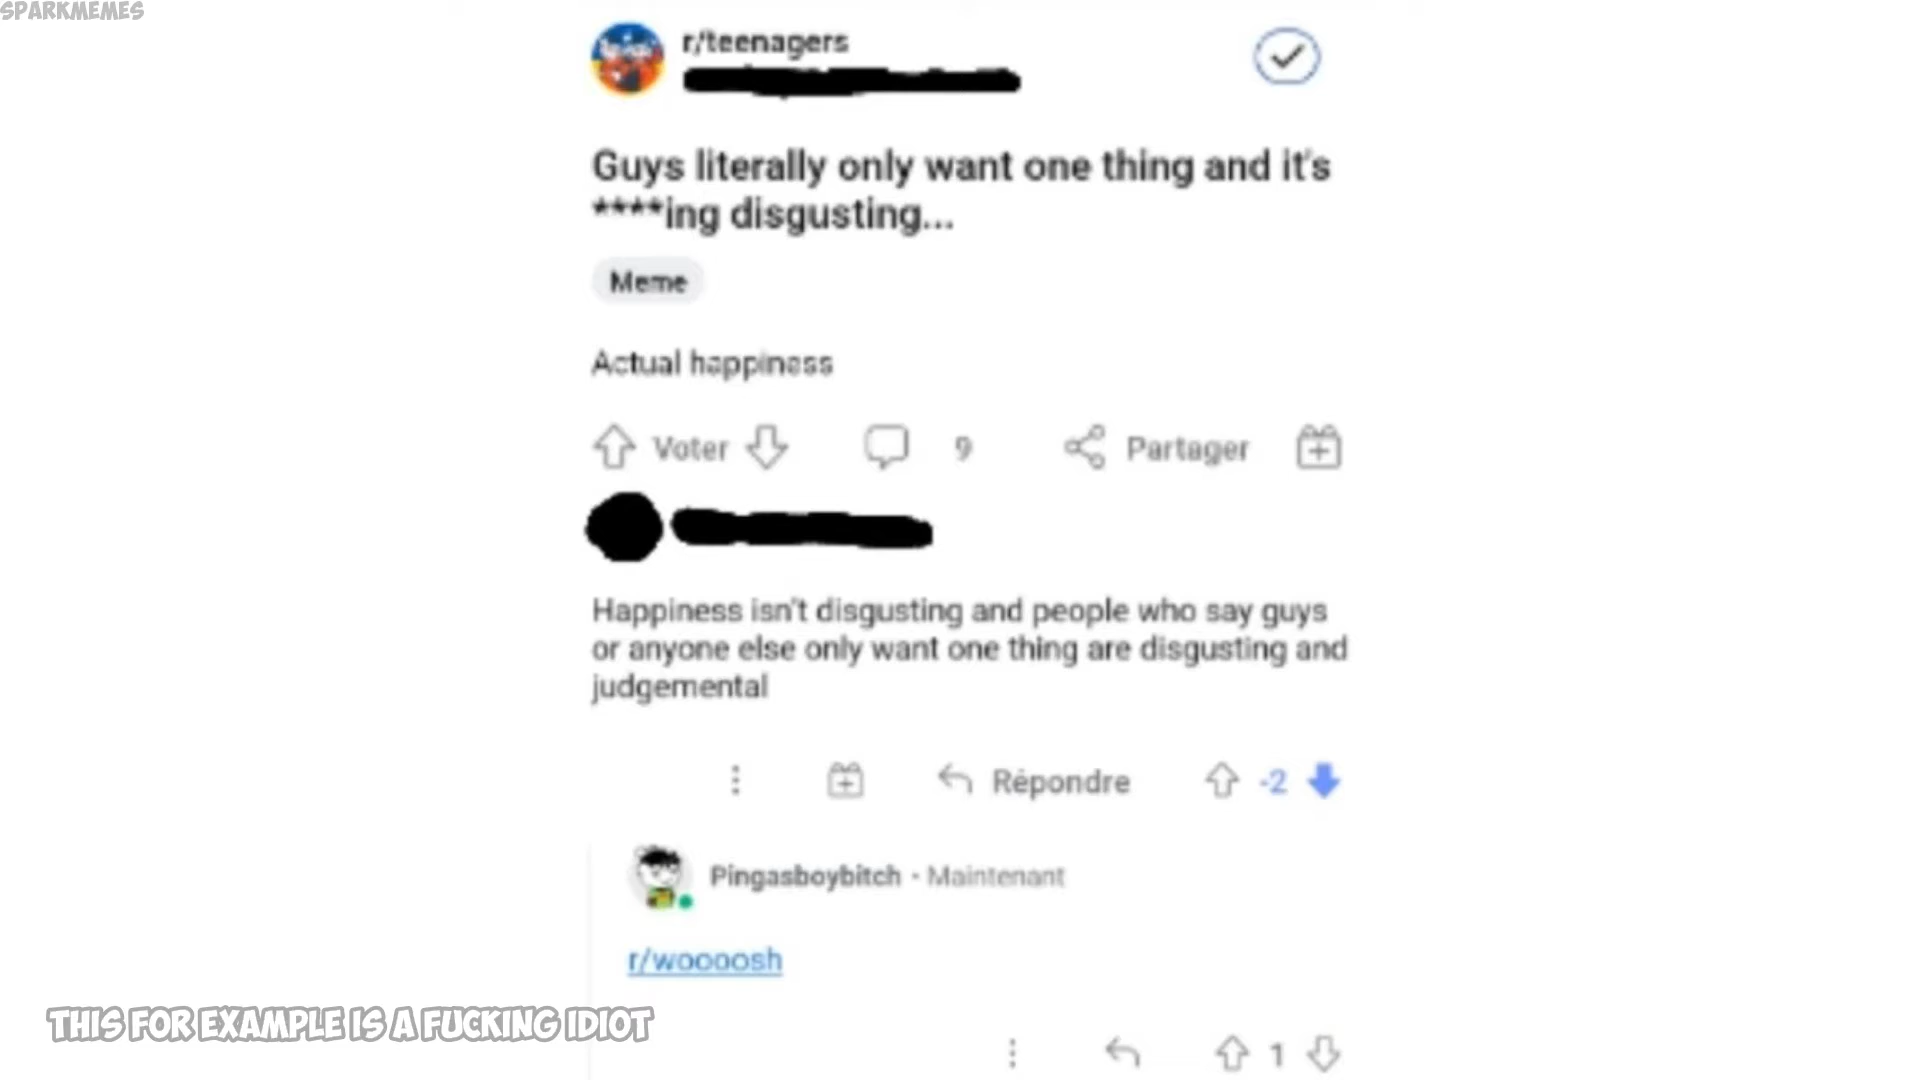 SPARKMEMES
r/teenagers
Guys literally only want one thing and it's
****ing disgusting...
Meme
Actual happiness
Voter 9 Partager
Happiness isn't disgusting and people who say guys
or anyone else only want one thing are disgusting and
judgemental
Répondre -2
Pingasboybitch · Maintenant
r/woooosh
1
THIS FOR EXAMPLE IS A FUCKING IDIOT